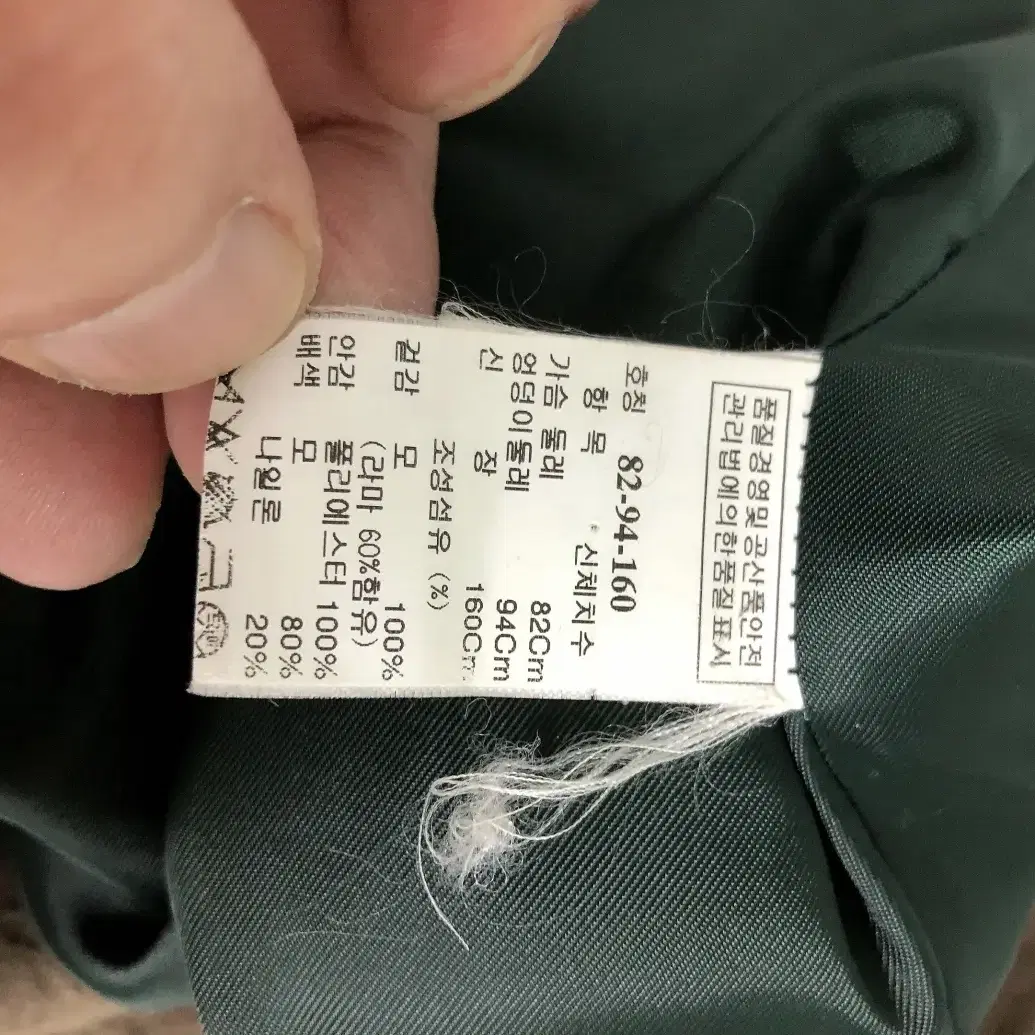 품질경영및 공산품안전
관리법에의한품질 표시
호칭 82-94-160
항 목 신체치수
가슴 둘레 82Cm
엉덩이둘레 94Cm
신 장 160Cm
조성섬유 (%)
겉감 모 100%
(라마 60%함유)
안감 폴리에스터 100%
배색 모 80%
나일론 20%